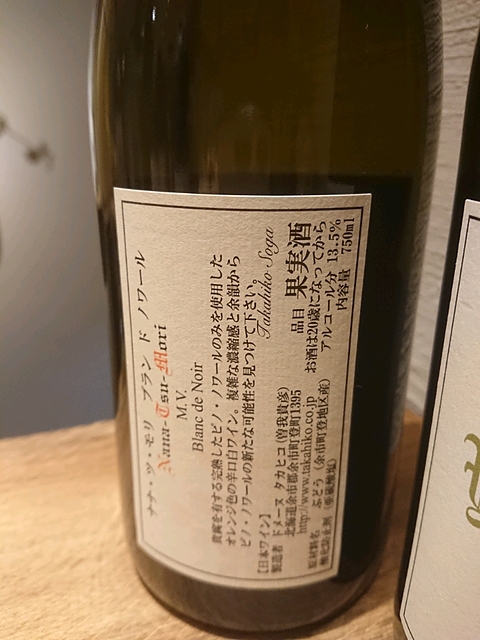 ナナ・ツ・モリ ブラン ド ノワール
Nana-Tsu-Mori
M.V.
Blanc de Noir
貴腐を有する完熟したピノ・ノワールのみを使用した
オレンジ色の辛口白ワイン。複雑な濃縮感と余韻から
ピノ・ノワールの新たな可能性を見つけて下さい。
Takahiko Soga
【日本ワイン】
製造者 ドメーヌ タカヒコ (曽我貴彦)
北海道余市郡余市町登町1395
http://www.takahiko.co.jp
原材料名 ぶどう (余市町登地区産)
酸化防止剤 (亜硫酸塩)
品目 果実酒
お酒は20歳になってから
アルコール分 13.5%
内容量 750ml